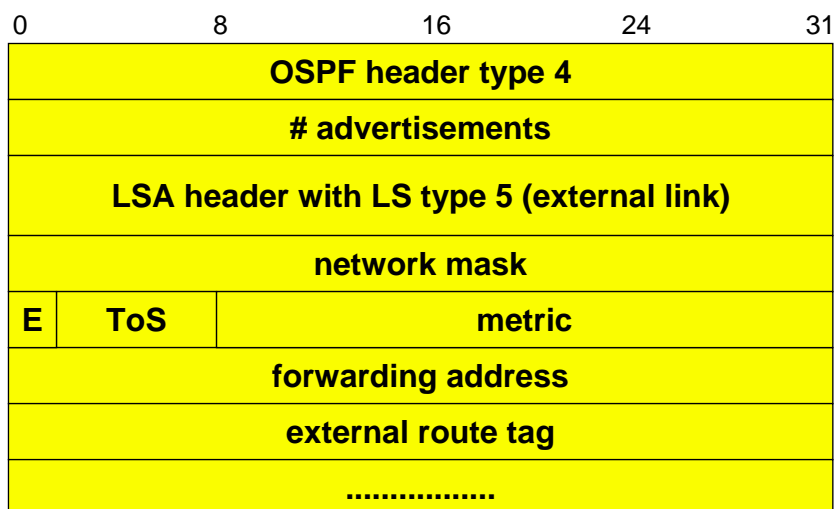 0 8 16 24 31
OSPF header type 4
# advertisements
LSA header with LS type 5 (external link)
network mask
E ToS metric
forwarding address
external route tag
.................